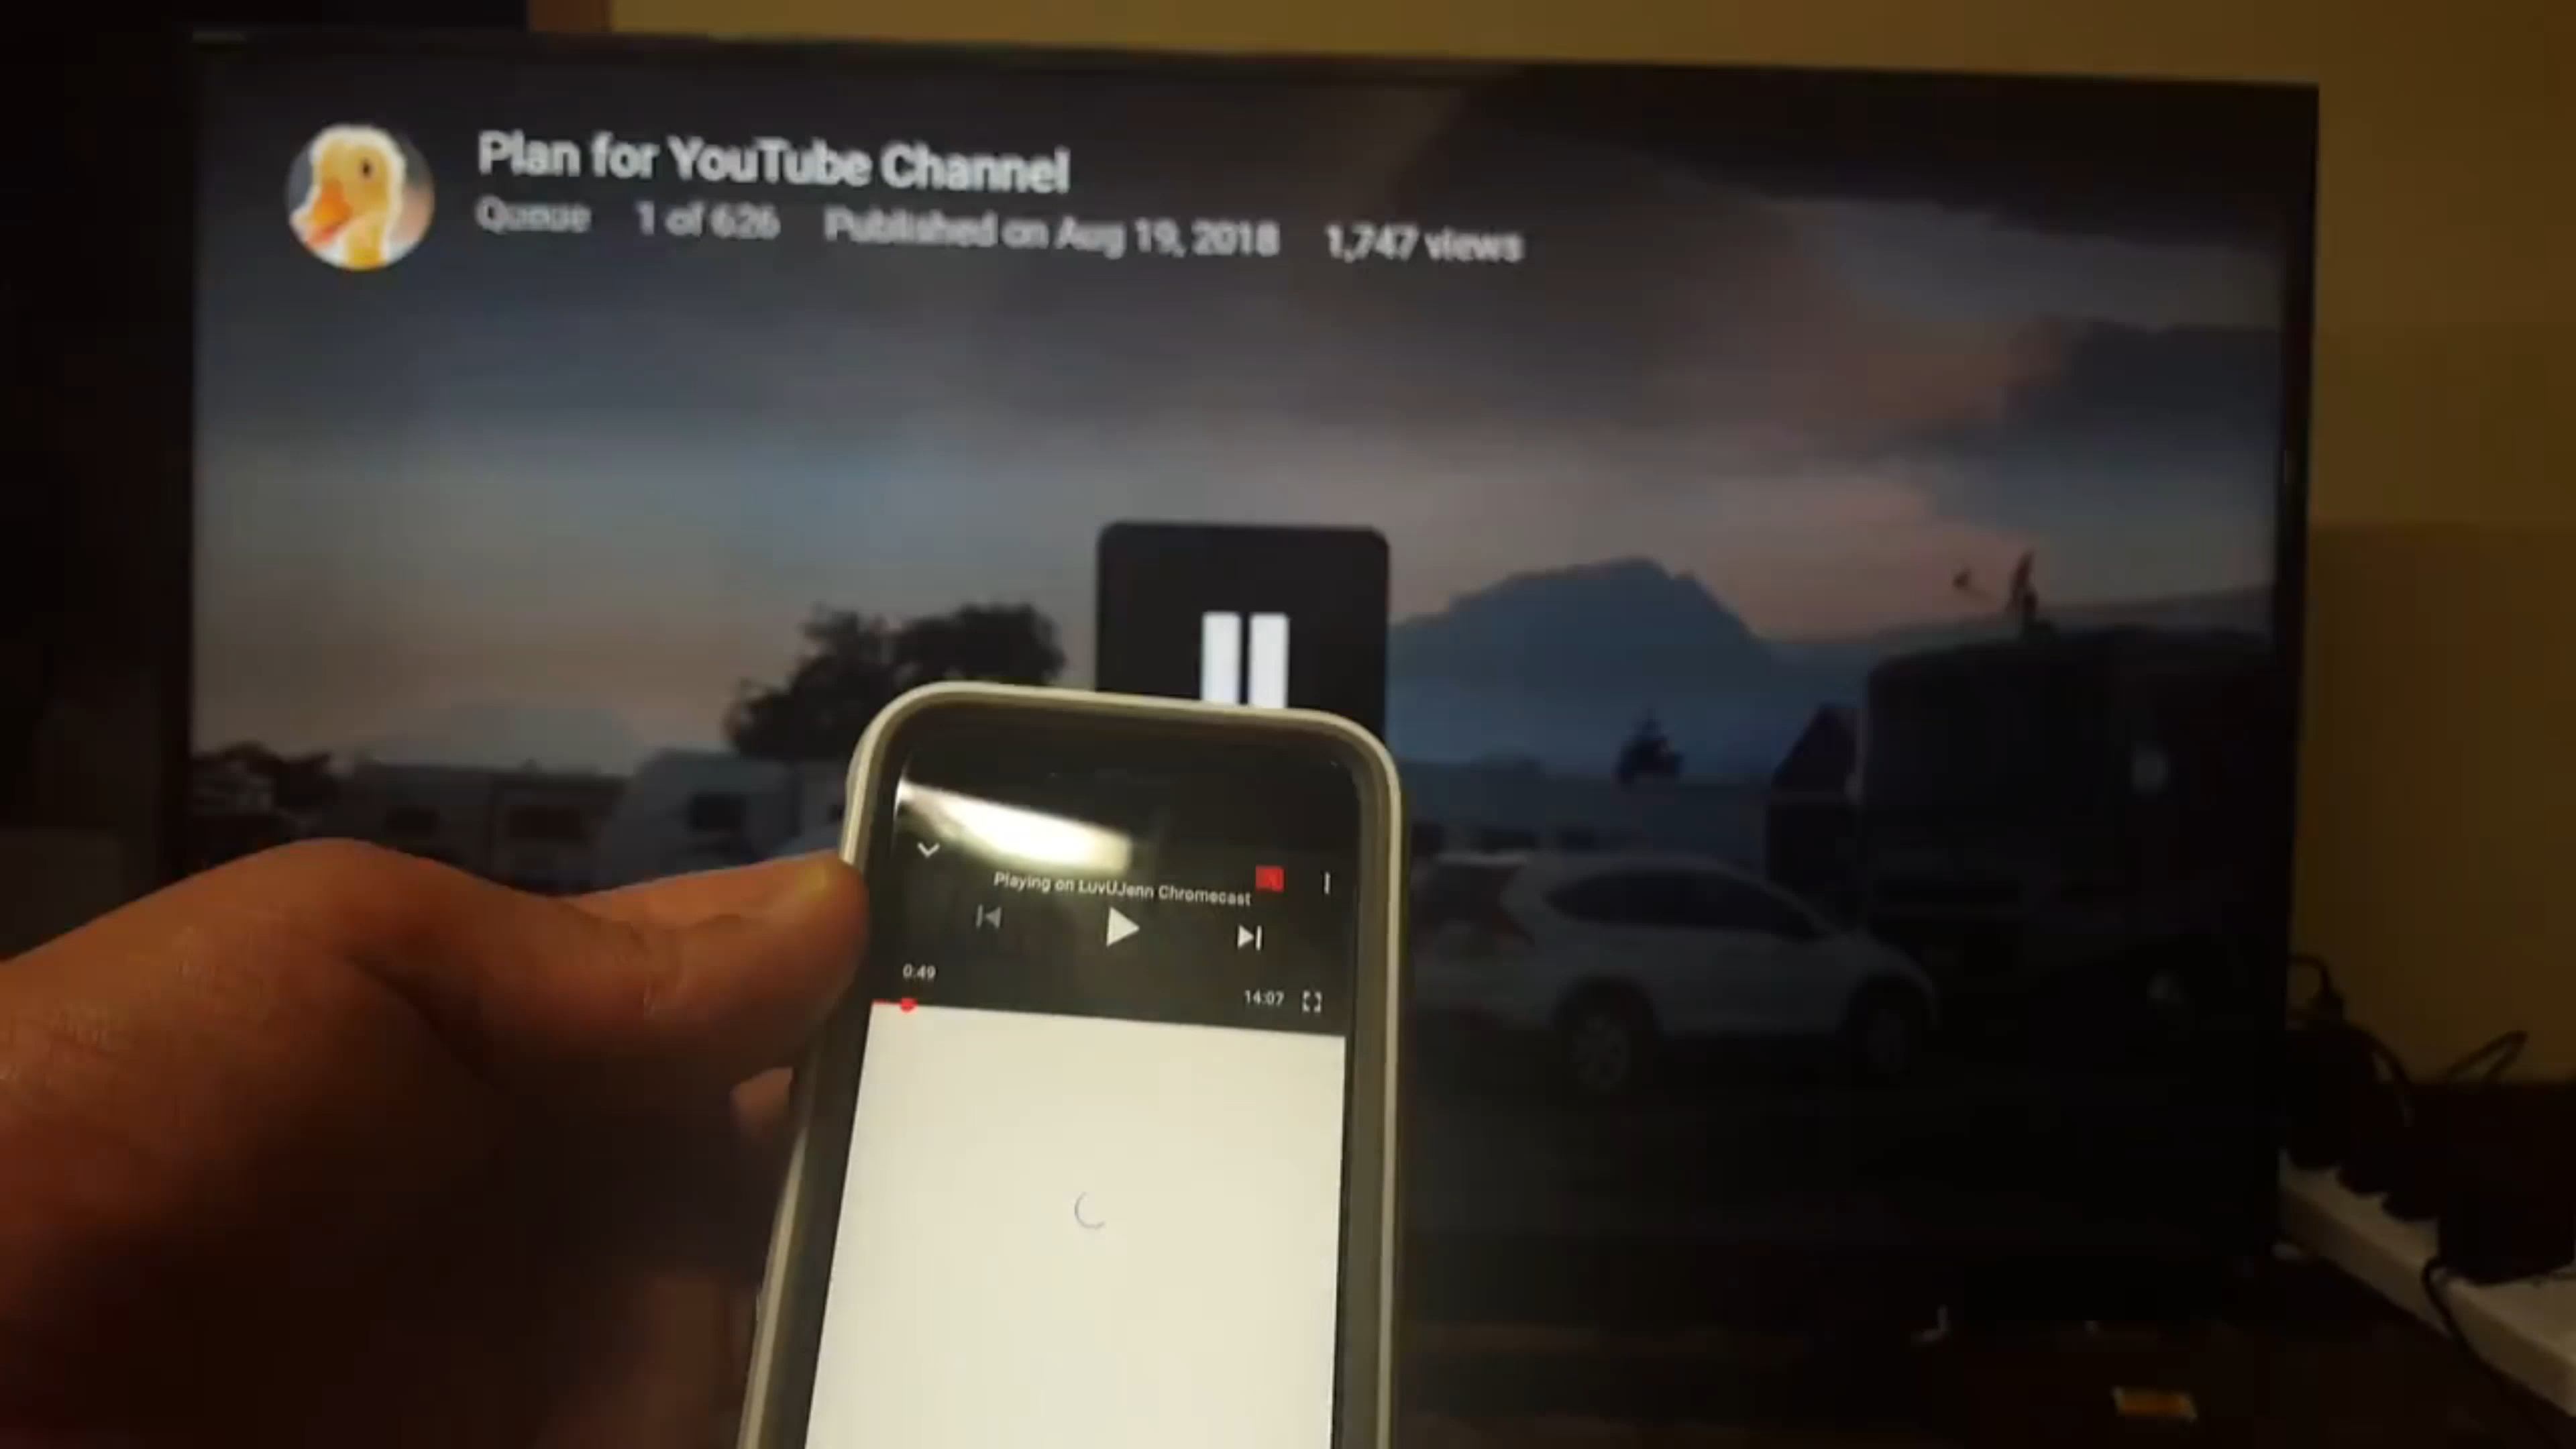 Plan for YouTube Channel
Queue 1 of 626 Published on Aug 19, 2018 1,747 views
Playing on LuvUJenn Chromecast
0:49
14:07